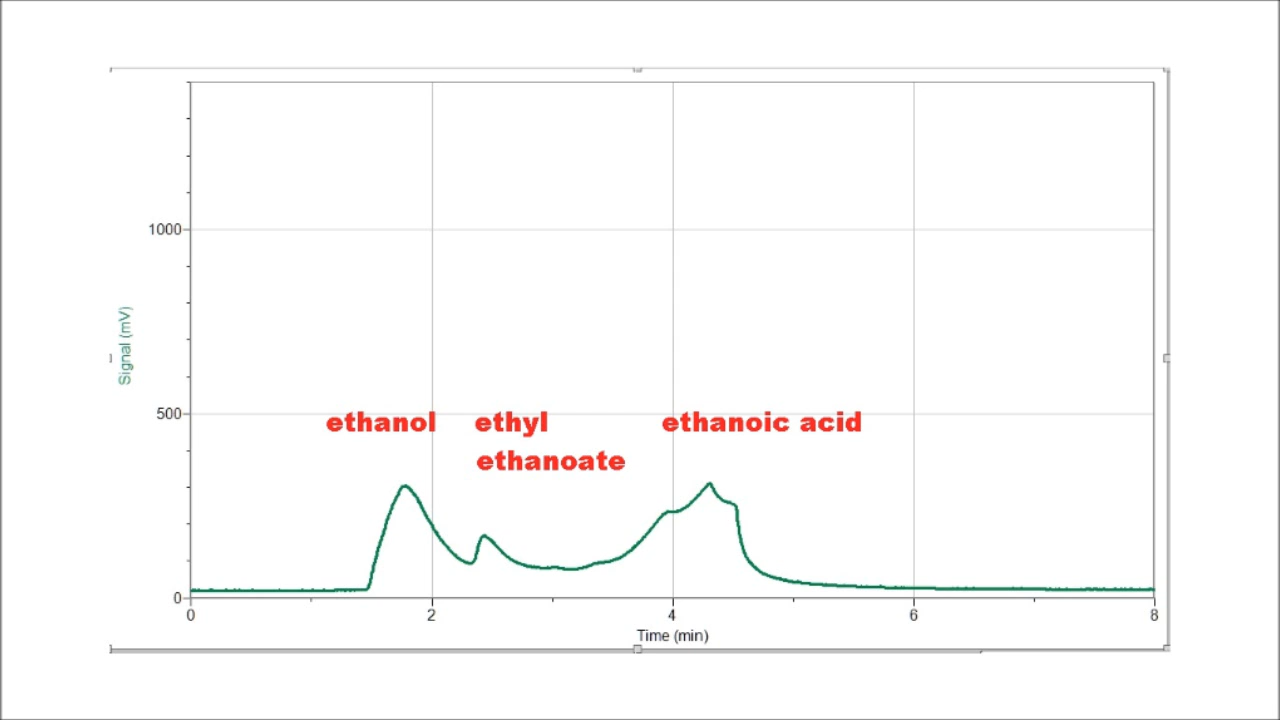 1000
Signal (mV)
500
ethanol ethyl ethanoic acid
ethanoate
0
0 2 4 6 8
Time (min)